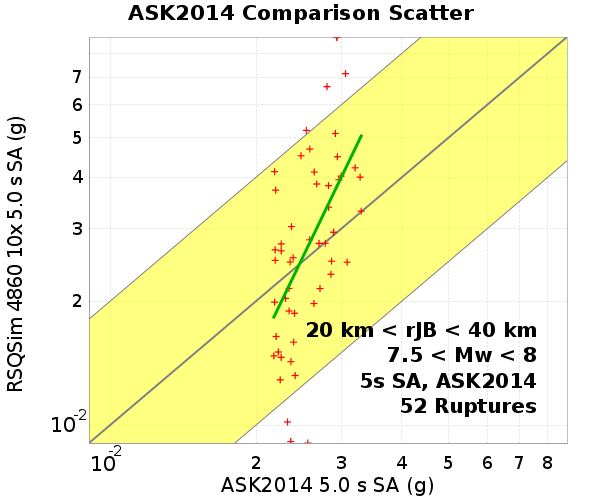 ASK2014 Comparison Scatter
RSQSim 4860 10x 5.0 s SA (g)
7
6
5
4
3
2
10-2
20 km < rJB < 40 km
7.5 < Mw < 8
5s SA, ASK2014
52 Ruptures
10-2 2 3 4 5 6 7 8
ASK2014 5.0 s SA (g)